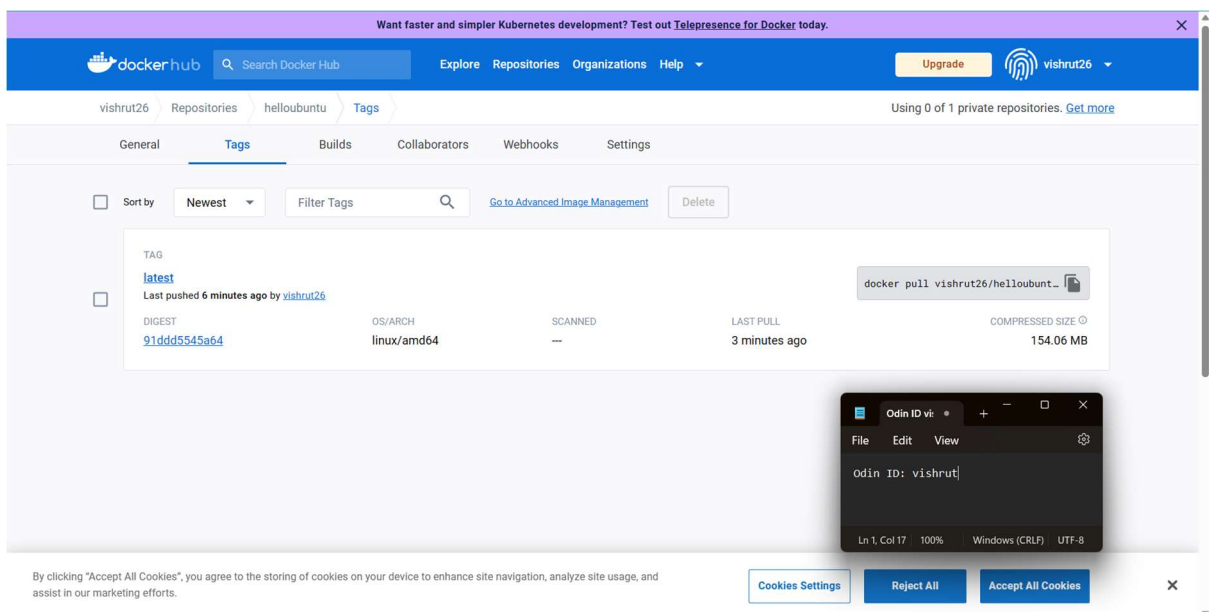 Want faster and simpler Kubernetes development? Test out Telepresence for Docker today.
dockerhub
Search Docker Hub
Explore Repositories Organizations Help
Upgrade
vishrut26
vishrut26 Repositories helloubuntu Tags
Using 0 of 1 private repositories. Get more
General Tags Builds Collaborators Webhooks Settings
Sort by
Newest
Filter Tags
Go to Advanced Image Management
Delete
TAG
latest
Last pushed 6 minutes ago by vishrut26
docker pull vishrut26/helloubunt…
DIGEST OS/ARCH SCANNED LAST PULL COMPRESSED SIZE
91ddd5545a64 linux/amd64 --- 3 minutes ago 154.06 MB
Odin ID vis
File Edit View
Odin ID: vishrut
Ln 1, Col 17 100% Windows (CRLF) UTF-8
By clicking "Accept All Cookies", you agree to the storing of cookies on your device to enhance site navigation, analyze site usage, and
assist in our marketing efforts.
Cookies Settings
Reject All
Accept All Cookies